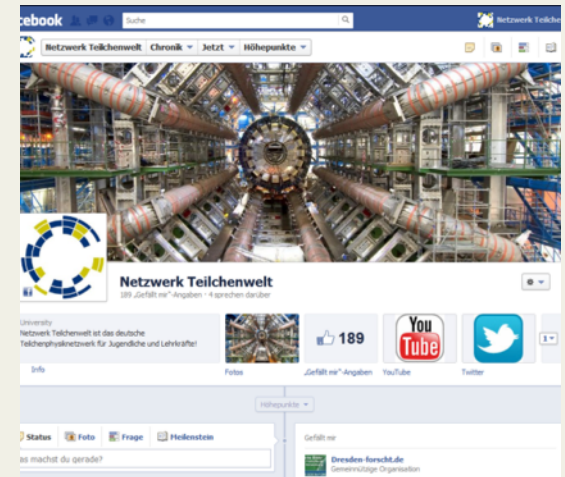 cebook Suche Netzwerk Teilche
Netzwerk Teilchenwelt Chronik Jetzt Höhepunkte
Netzwerk Teilchenwelt
189 „Gefällt mir“-Angaben · 4 sprechen darüber
University
Netzwerk Teilchenwelt ist das deutsche
Teilchenphysiknetzwerk für Jugendliche und Lehrkräfte!
Info
Fotos
189
„Gefällt mir“-Angaben
You
Tube
YouTube
Twitter
1
Höhepunkte
Status Foto Frage Meilenstein
as machst du gerade?
Gefällt mir
Dresden-forscht.de
Gemeinnützige Organisation